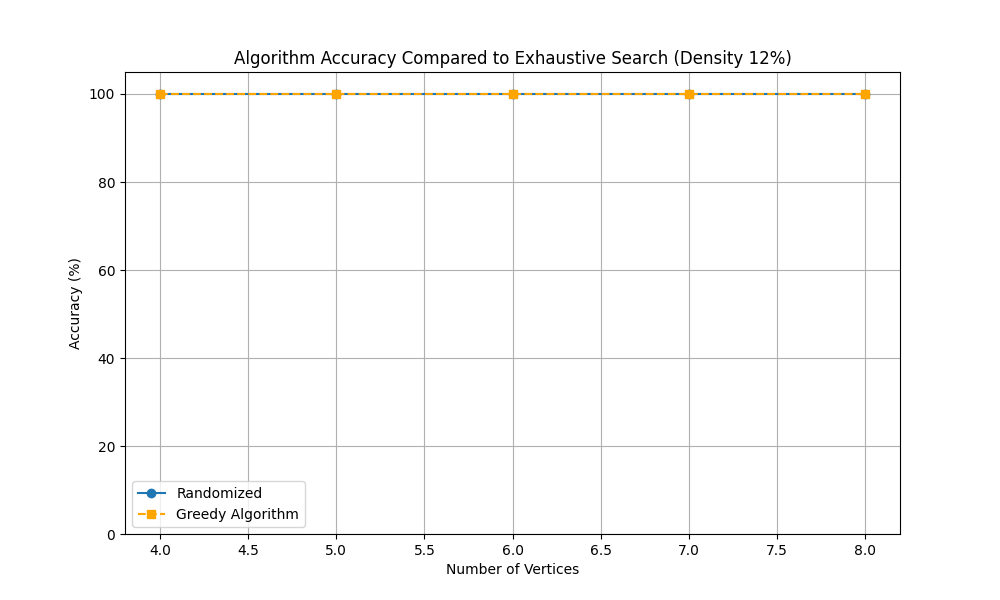 Algorithm Accuracy Compared to Exhaustive Search (Density 12%)
100
80
60
40
20
0
Accuracy (%)
Randomized
Greedy Algorithm
4.0 4.5 5.0 5.5 6.0 6.5 7.0 7.5 8.0
Number of Vertices